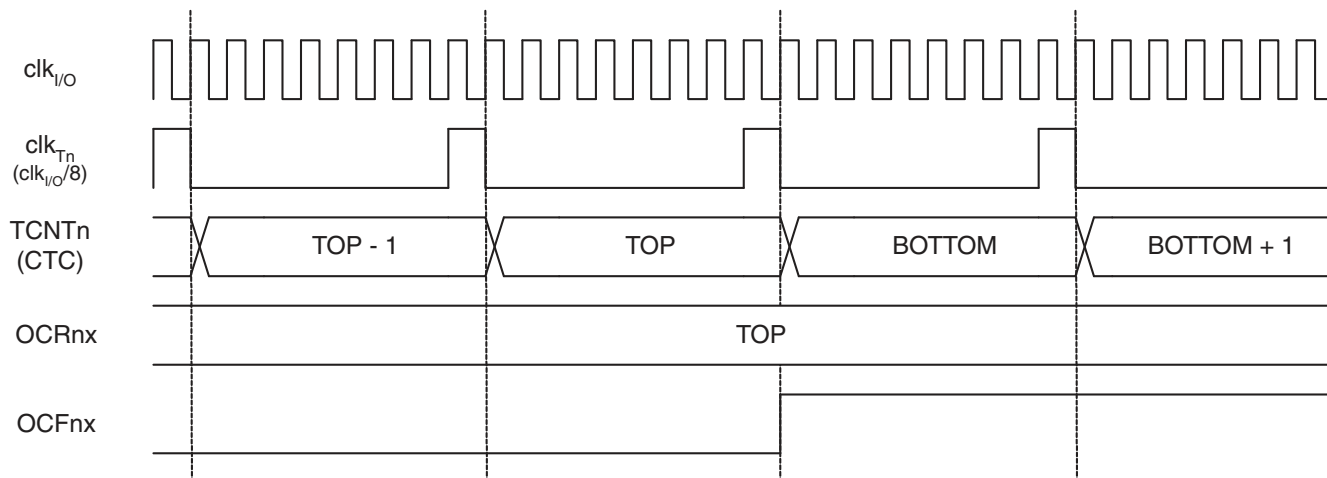 clkI/O
clkTn
(clkI/O/8)
TCNTn
(CTC)
TOP - 1
TOP
BOTTOM
BOTTOM + 1
OCRnx
TOP
OCFnx